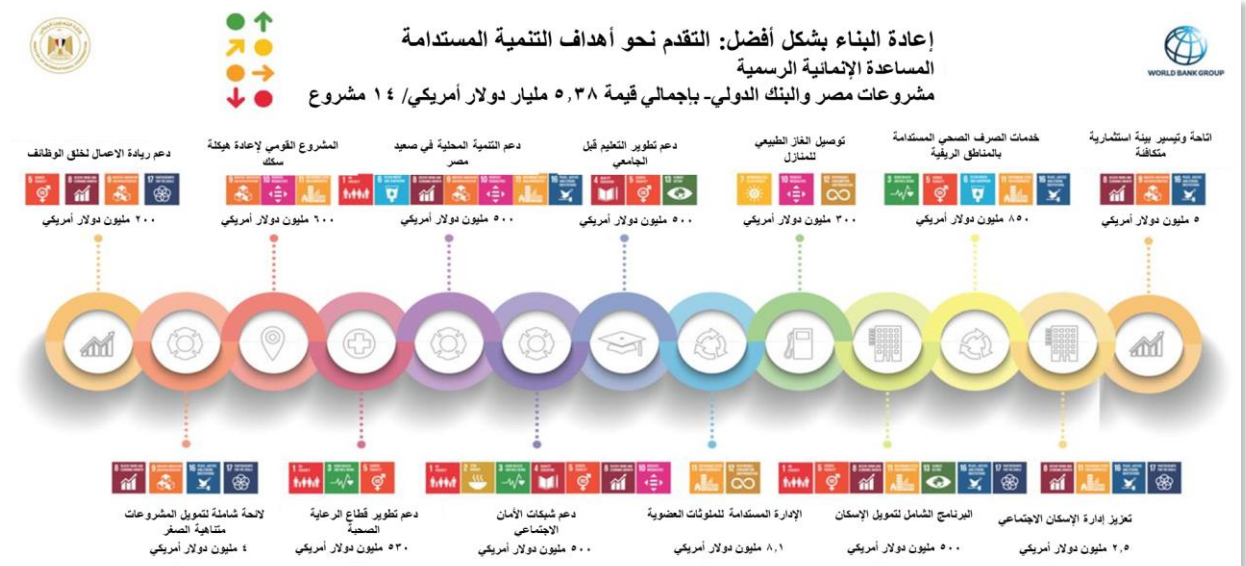 إعادة البناء بشكل أفضل: التقدم نحو أهداف التنمية المستدامة
المساعدة الإنمائية الرسمية
مشروعات مصر والبنك الدولي- بإجمالي قيمة ٥,٣٨ مليار دولار أمريكي/ ١٤ مشروع
WORLD BANK GROUP
اتاحة وتيسير بيئة استثمارية
متكافئة
٥ مليون دولار أمريكي
خدمات الصرف الصحي المستدامة
بالمناطق الريفية
٨٥٠ مليون دولار أمريكي
توصيل الغاز الطبيعي
للمنازل
٣٠٠ مليون دولار أمريكي
دعم تطوير التعليم قبل
الجامعي
٥٠٠ مليون دولار أمريكي
دعم التنمية المحلية في صعيد
مصر
٥٠٠ مليون دولار أمريكي
المشروع القومي لإعادة هيكلة
سكك
٦٠٠ مليون دولار أمريكي
دعم ريادة الاعمال لخلق الوظائف
٢٠٠ مليون دولار أمريكي
تعزيز إدارة الإسكان الاجتماعي
٢,٥ مليون دولار أمريكي
البرنامج الشامل لتمويل الإسكان
٥٠٠ مليون دولار أمريكي
الإدارة المستدامة للملوثات العضوية
٨,١ مليون دولار أمريكي
دعم شبكات الأمان
الاجتماعي
٥٠٠ مليون دولار أمريكي
دعم تطوير قطاع الرعاية
الصحية
٥٣٠ مليون دولار أمريكي
لائحة شاملة لتمويل المشروعات
متناهية الصغر
٤ مليون دولار أمريكي